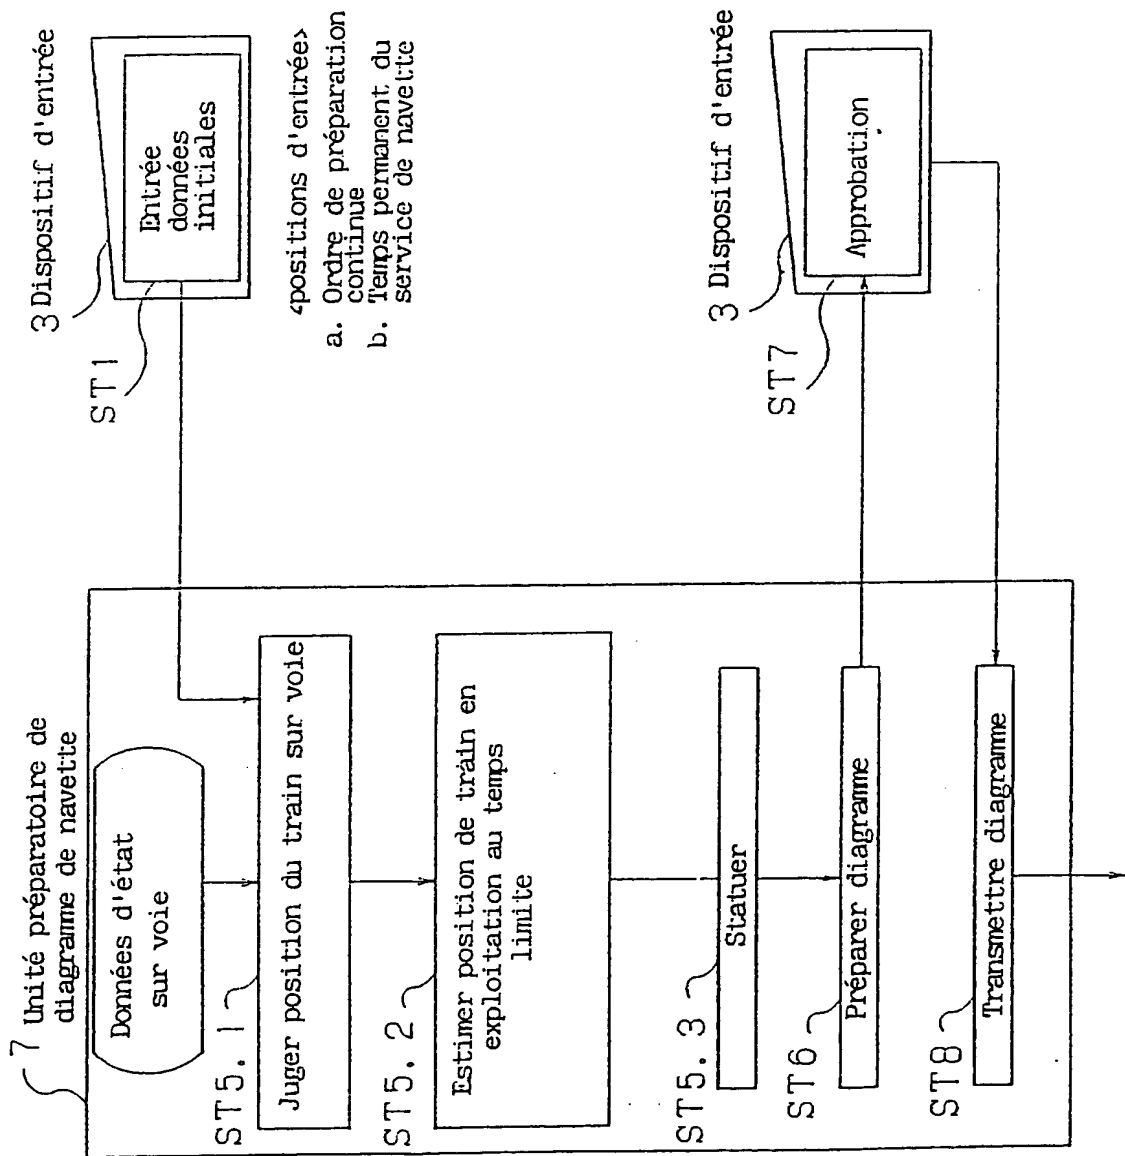 7 Unité préparatoire de
diagramme de navette
Données d'état
sur voie
ST5.1
Juger position du train sur voie
ST5.2
Estimer position de train en
exploitation au temps
limite
ST5.3
Statuer
ST6
Préparer diagramme
ST8
Transmettre diagramme
3 Dispositif d'entrée
ST1
Entrée
données
initiales
<positions d'entrée>
a. Ordre de préparation
continue
b. Temps permanent du
service de navette
3 Dispositif d'entrée
ST7
Approbation